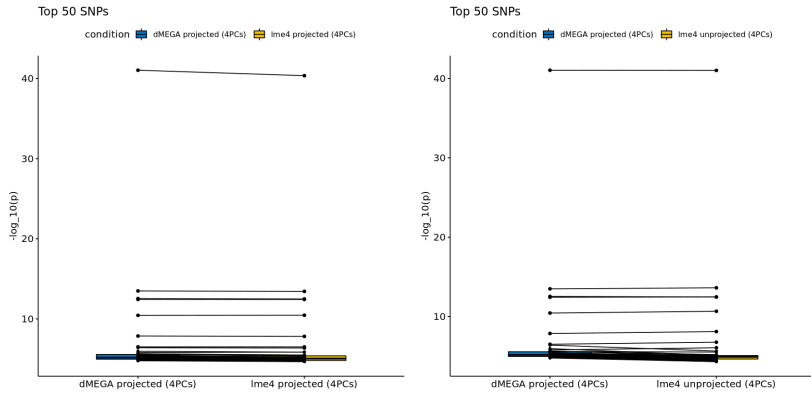 Top 50 SNPs
condition dMEGA projected (4PCs) lme4 projected (4PCs)
40
30
20
10
-log_10(p)
dMEGA projected (4PCs) lme4 projected (4PCs)
Top 50 SNPs
condition dMEGA projected (4PCs) lme4 unprojected (4PCs)
40
30
20
10
-log_10(p)
dMEGA projected (4PCs) lme4 unprojected (4PCs)